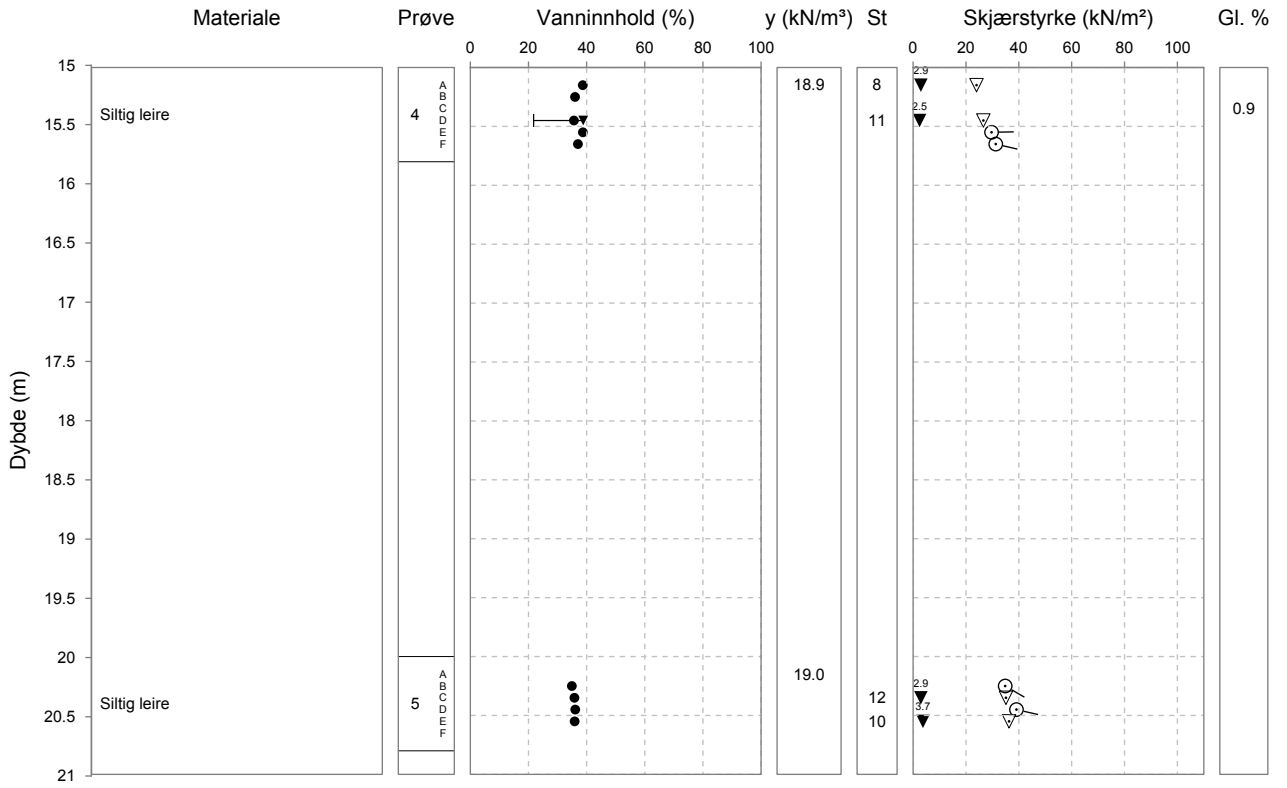 Materiale Prøve Vanninnhold (%) y (kN/m³) St Skjærstyrke (kN/m²) Gl. %
0 20 40 60 80 100 0 20 40 60 80 100
15
A 18.9 8 2.9
B
Siltig leire 4 C 0.9
D 11 2.5
15.5
E
F
16
16.5
17
17.5
18
Dybde (m)
18.5
19
19.5
20
A 19.0
B
Siltig leire 5 C 12 2.9
D
20.5
E 10 3.7
F
21